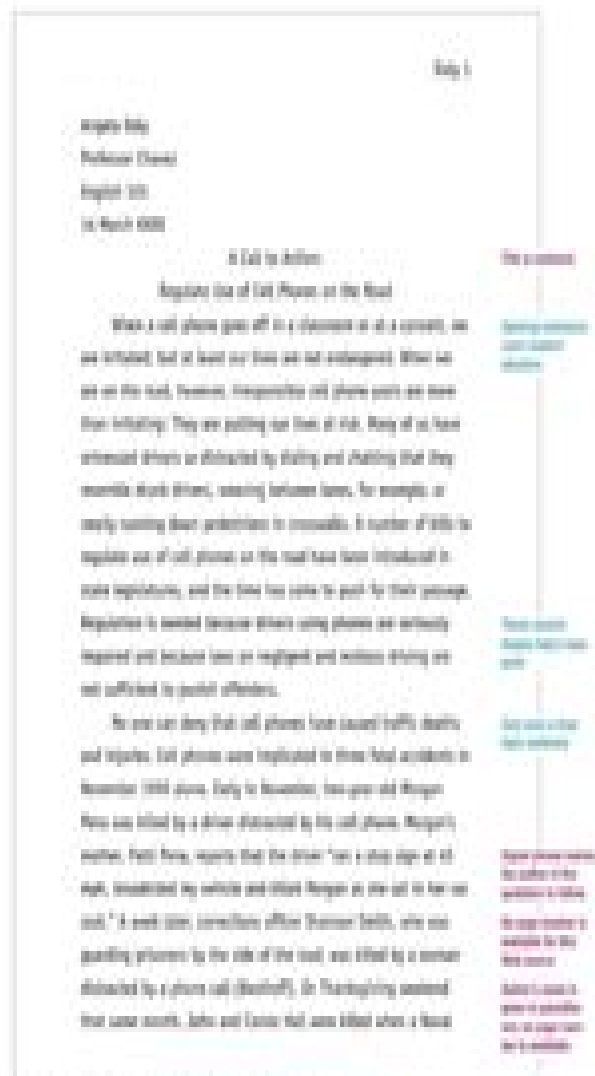 Daly 1
Angela Daly
Professor Chavez
English 101
14 March XXXX
A Call to Action:
Regulate Use of Cell Phones on the Road
When a cell phone goes off in a classroom or at a concert, we
are irritated, but at least our lives are not endangered. When we
are on the road, however, irresponsible cell phone users are more
than irritating: They are putting our lives at risk. Many of us have
witnessed drivers so distracted by dialing and chatting that they
resemble drunk drivers, weaving between lanes, for example, or
nearly running down pedestrians in crosswalks. A number of bills to
regulate use of cell phones on the road have been introduced in
state legislatures, and the time has come to push for their passage.
Regulation is needed because drivers using phones are seriously
impaired and because laws on negligent and reckless driving are
not sufficient to punish offenders.
No one can deny that cell phones have caused traffic deaths
and injuries. Cell phones were implicated in three fatal accidents in
November 1999 alone. Early in November, two-year-old Morgan
Pena was killed by a driver distracted by his cell phone. Morgan's
mother, Patti Pena, reports that the driver "ran a stop sign at 45
mph, broadsided my vehicle and killed Morgan as she sat in her car
seat." A week later, corrections officer Shannon Smith, who was
guarding prisoners by the side of the road, was killed by a woman
distracted by a phone call (Besthoff). On Thanksgiving weekend
that same month, John and Carole Hall were killed when a Naval
Title is centered.